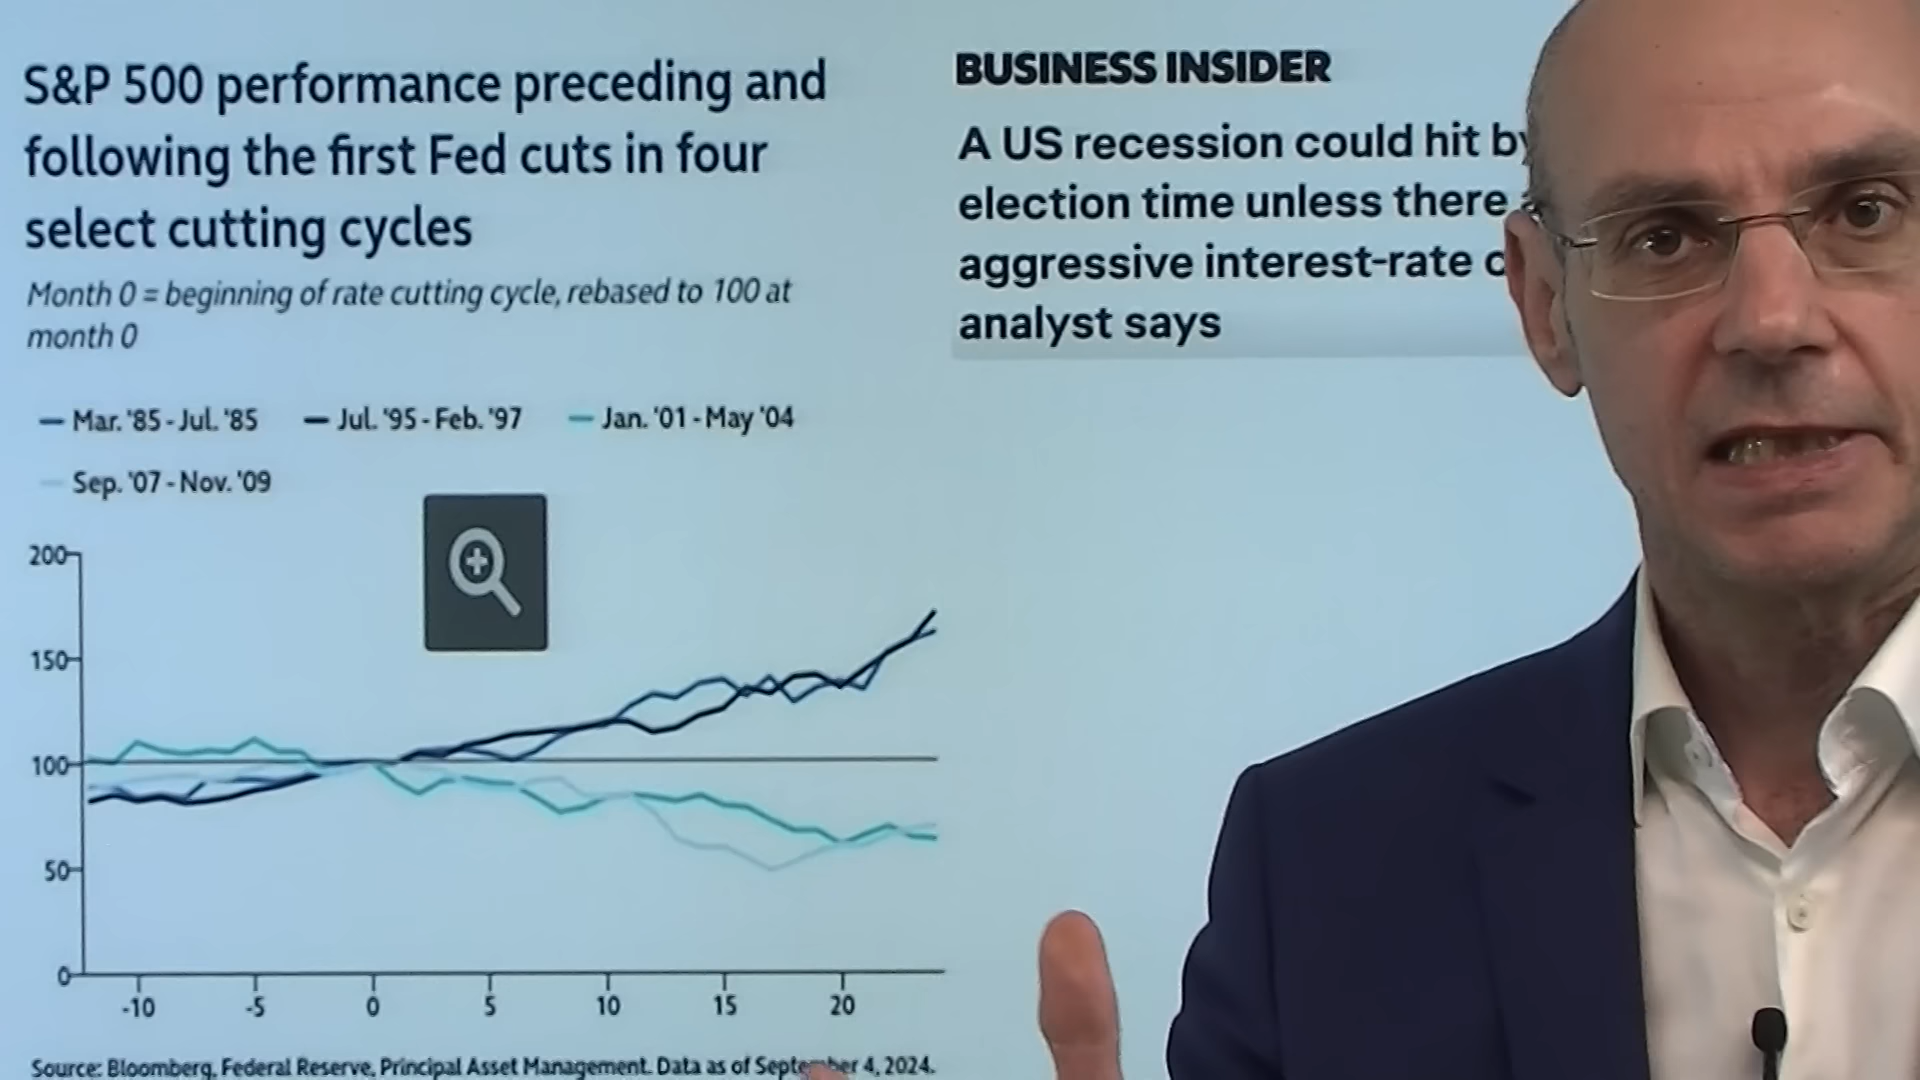 S&P 500 performance preceding and
following the first Fed cuts in four
select cutting cycles
Month 0 = beginning of rate cutting cycle, rebased to 100 at
month 0
Mar. '85 - Jul. '85
Jul. '95 - Feb. '97
Jan. '01 - May '04
Sep. '07 - Nov. '09
200
150
100
50
0
-10 -5 0 5 10 15 20
Source: Bloomberg, Federal Reserve, Principal Asset Management. Data as of September 4, 2024.
BUSINESS INSIDER
A US recession could hit by
election time unless there
aggressive interest-rate
analyst says